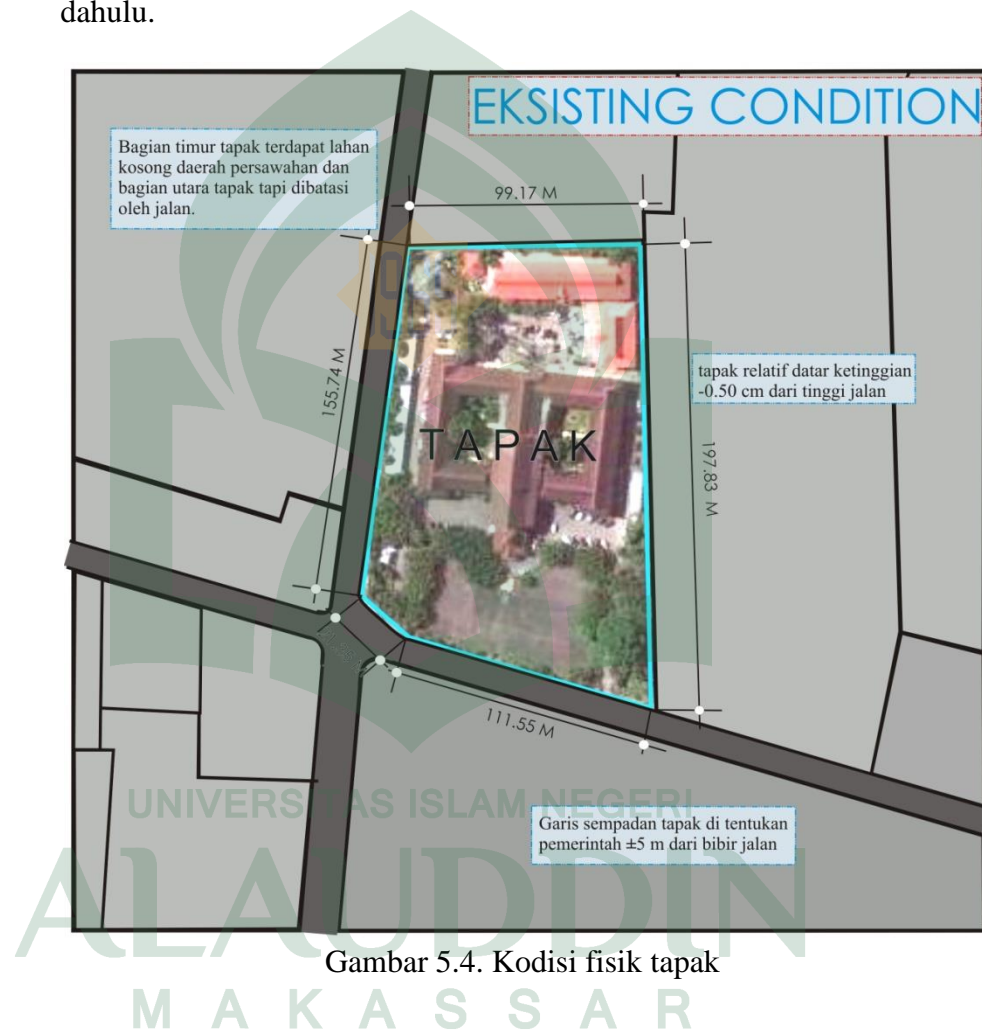 dahulu.
EKSISTING CONDITION
Bagian timur tapak terdapat lahan
kosong daerah persawahan dan
bagian utara tapak tapi dibatasi
oleh jalan.
99.17 M
155.74 M
tapak relatif datar ketinggian
-0.50 cm dari tinggi jalan
TAPAK
197.83 M
111.55 M
Garis sempadan tapak di tentukan
pemerintah ±5 m dari bibir jalan
UNIVERSITAS ISLAM NEGERI
ALAUDDIN
Gambar 5.4. Kodisi fisik tapak
MAKASSAR